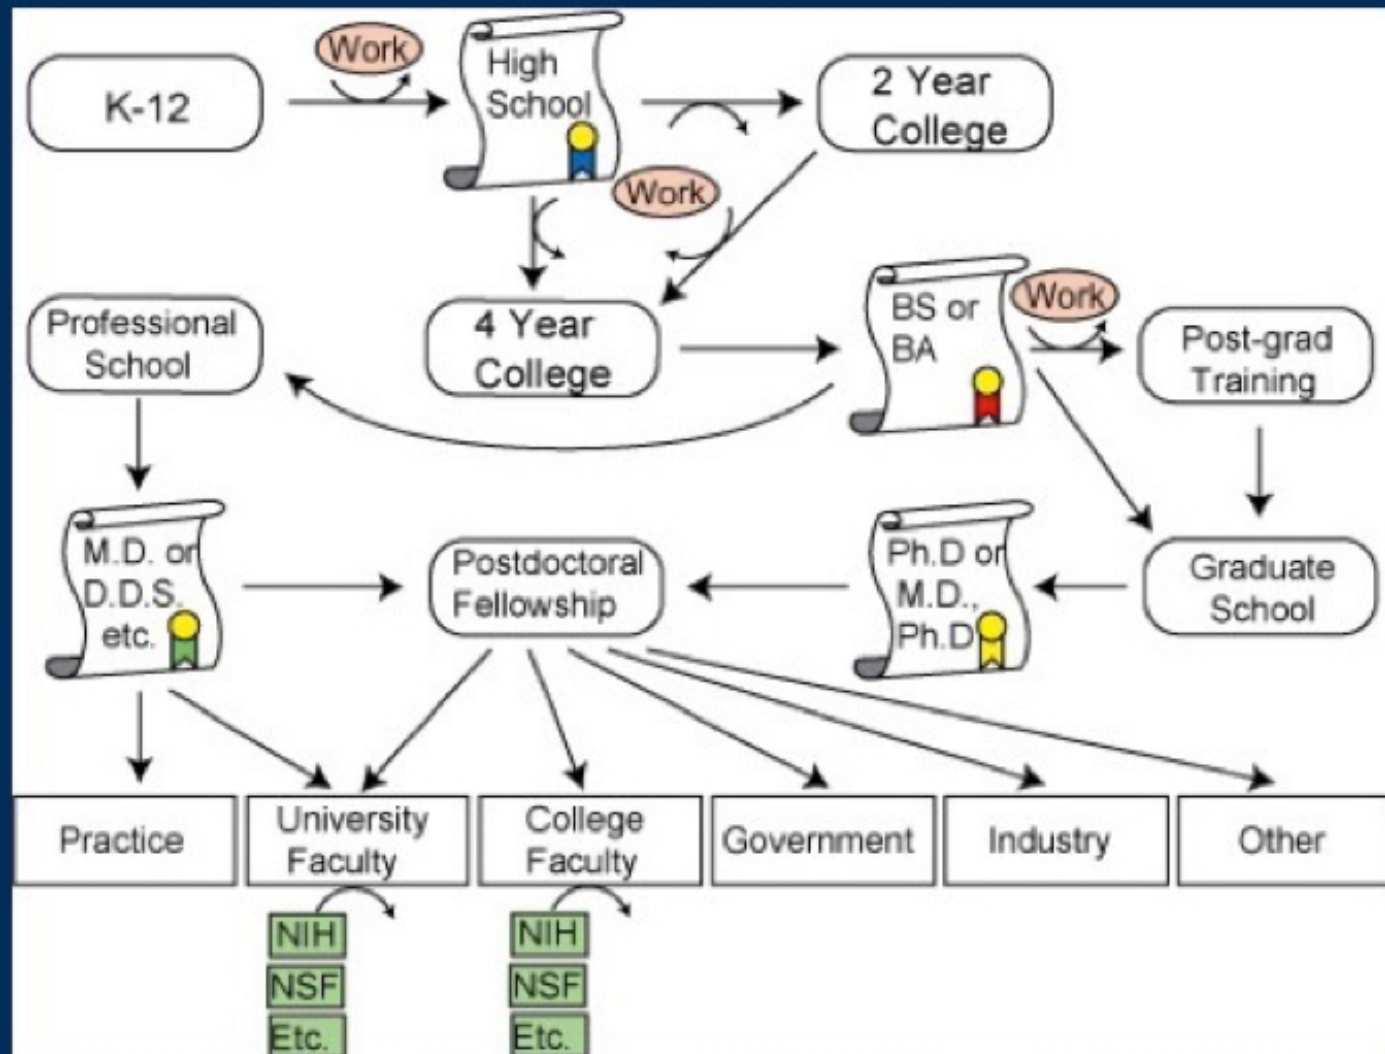 K-12
Work
High
School
2 Year
College
Work
Professional
School
4 Year
College
BS or
BA
Work
Post-grad
Training
M.D. or
D.D.S.
etc.
Postdoctoral
Fellowship
Ph.D or
M.D.,
Ph.D
Graduate
School
Practice
University
Faculty
College
Faculty
Government
Industry
Other
NIH
NSF
Etc.
NIH
NSF
Etc.